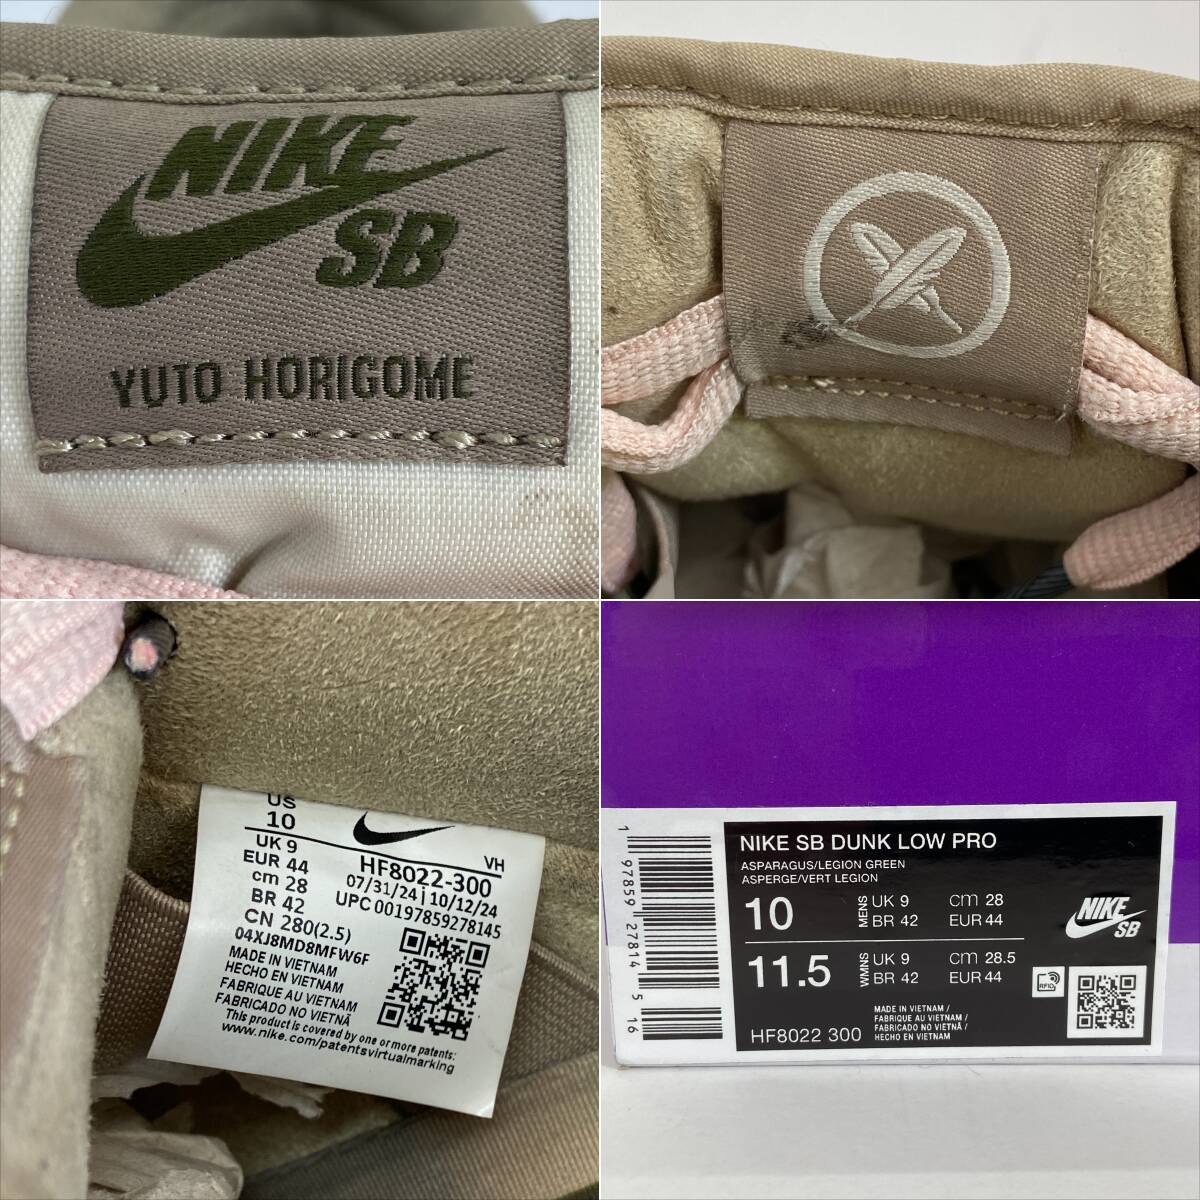 NIKE
SB
YUTO HORIGOME
US
10
UK 9
EUR 44
cm 28
BR 42
CN 280(2.5)
04XJ8MD8MFW6F
VH
HF8022-300
07/31/24 | 10/12/24
UPC 00197859278145
MADE IN VIETNAM
HECHO EN VIETNAM
FABRIQUE AU VIETNAM
FABRICADO NO VIETNÃ
This product is covered by one or more patents:
www.nike.com/patentsvirtualmarking
1 97859 27814 5 16
NIKE SB DUNK LOW PRO
ASPARAGUS/LEGION GREEN
ASPERGE/VERT LEGION
10 MENS UK 9 cm 28
BR 42 EUR 44
11.5 WMNS UK 9 cm 28.5
BR 42 EUR 44
NIKE
SB
RFID
HF8022 300
MADE IN VIETNAM /
FABRIQUE AU VIETNAM /
FABRICADO NO VIETNÃ /
HECHO EN VIETNAM